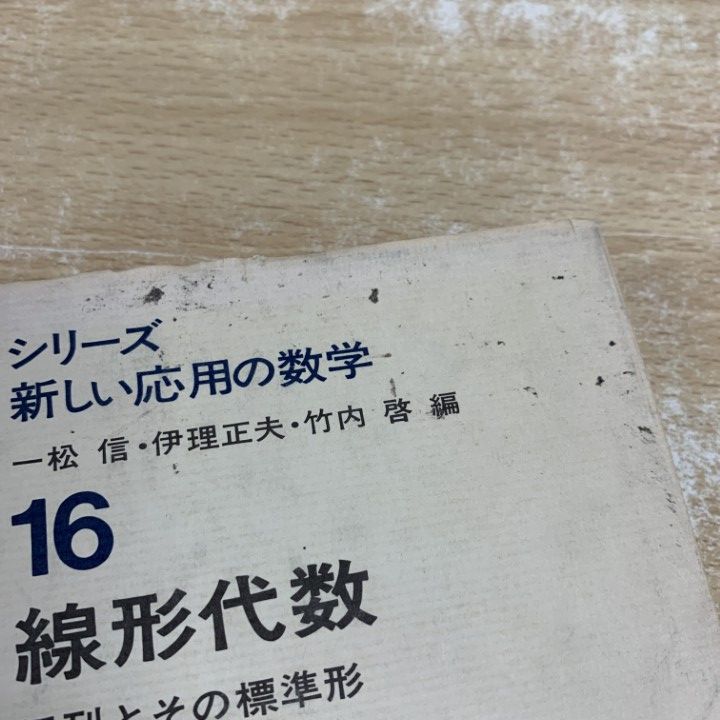 シリーズ
新しい応用の数学
一松 信・伊理正夫・竹内 啓 編
16
線形代数
とその標準形